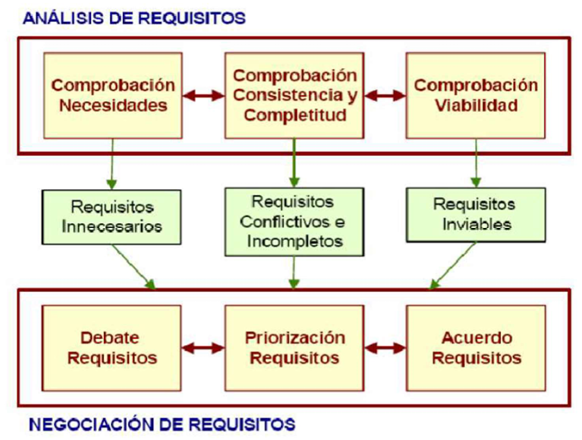 ANÁLISIS DE REQUISITOS
Comprobación
Necesidades
Comprobación
Consistencia y
Completitud
Comprobación
Viabilidad
Requisitos
Innecesarios
Requisitos
Conflictivos e
Incompletos
Requisitos
Inviables
Debate
Requisitos
Priorización
Requisitos
Acuerdo
Requisitos
NEGOCIACIÓN DE REQUISITOS